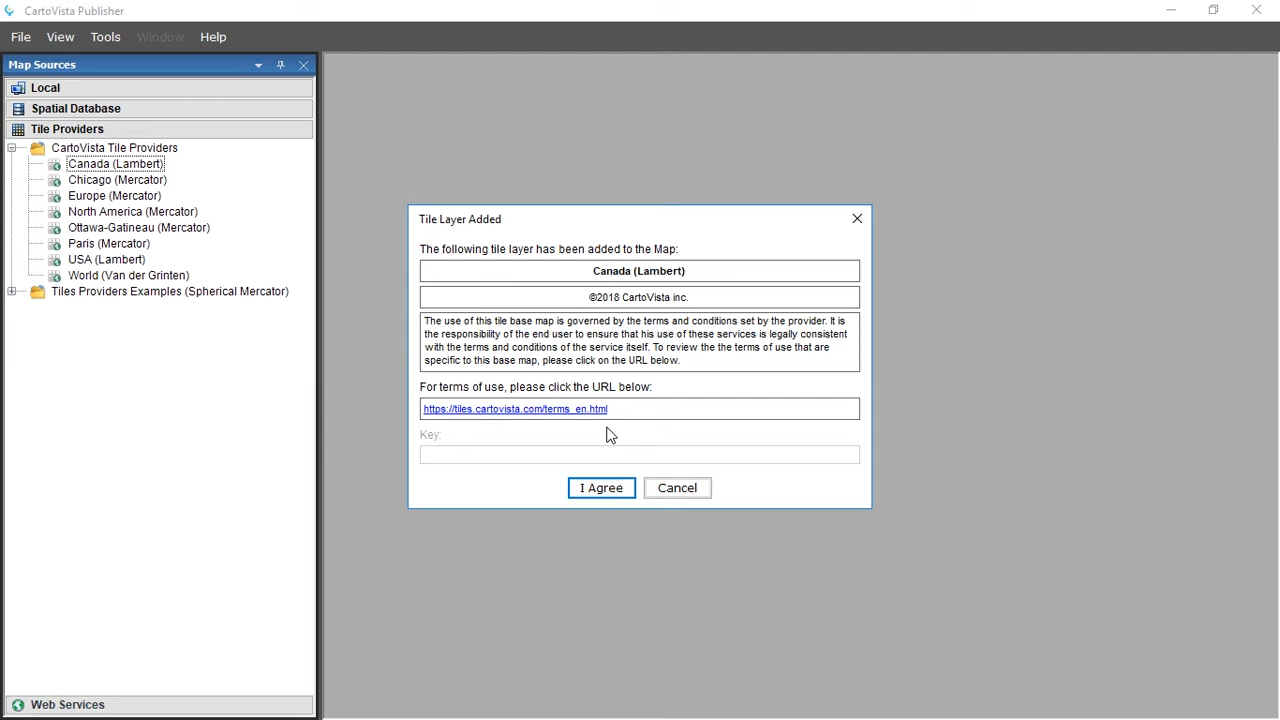 CartoVista Publisher
File View Tools Window Help
Map Sources
Local
Spatial Database
Tile Providers
CartoVista Tile Providers
Canada (Lambert)
Chicago (Mercator)
Europe (Mercator)
North America (Mercator)
Ottawa-Gatineau (Mercator)
Paris (Mercator)
USA (Lambert)
World (Van der Grinten)
Tiles Providers Examples (Spherical Mercator)
Web Services
Tile Layer Added
The following tile layer has been added to the Map:
Canada (Lambert)
©2018 CartoVista inc.
The use of this tile base map is governed by the terms and conditions set by the provider. It is
the responsibility of the end user to ensure that his use of these services is legally consistent
with the terms and conditions of the service itself. To review the the terms of use that are
specific to this base map, please click on the URL below.
For terms of use, please click the URL below:
https://tiles.cartovista.com/terms_en.html
Key:
I Agree Cancel